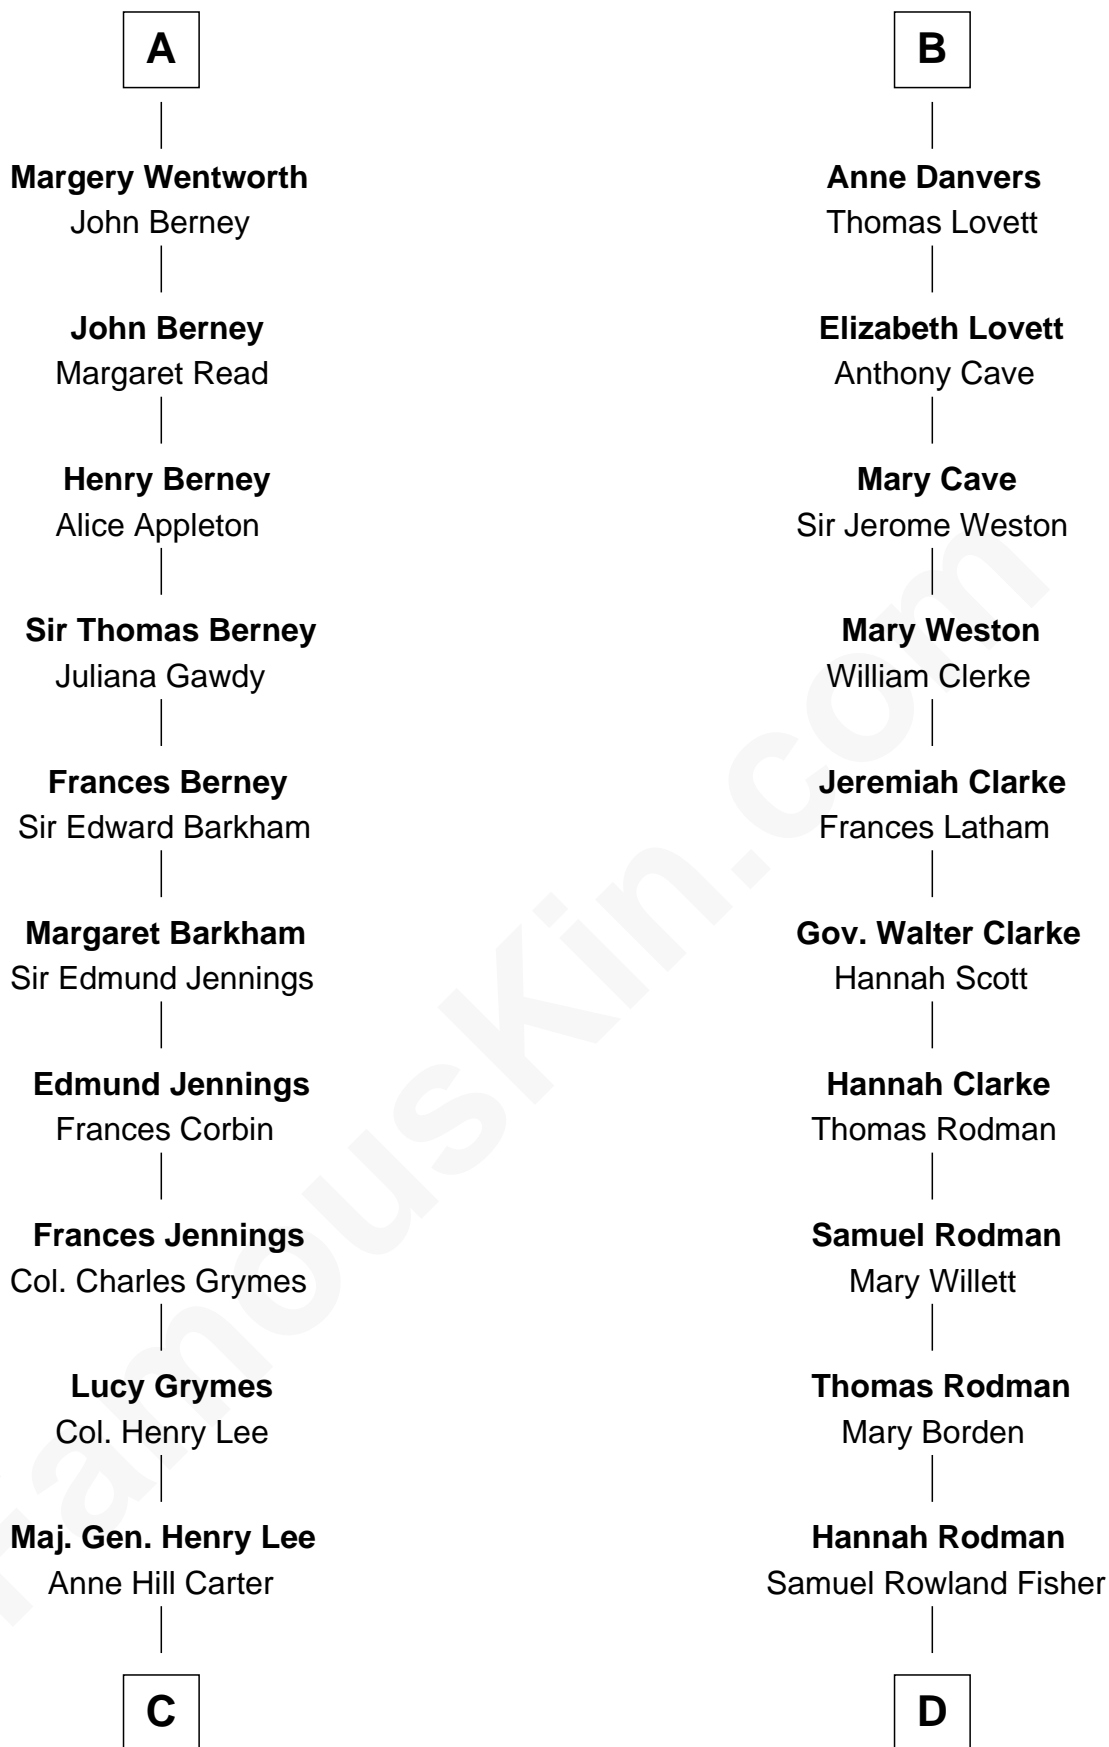 A
Margery Wentworth
John Berney
John Berney
Margaret Read
Henry Berney
Alice Appleton
Sir Thomas Berney
Juliana Gawdy
Frances Berney
Sir Edward Barkham
Margaret Barkham
Sir Edmund Jennings
Edmund Jennings
Frances Corbin
Frances Jennings
Col. Charles Grymes
Lucy Grymes
Col. Henry Lee
Maj. Gen. Henry Lee
Anne Hill Carter
C
B
Anne Danvers
Thomas Lovett
Elizabeth Lovett
Anthony Cave
Mary Cave
Sir Jerome Weston
Mary Weston
William Clerke
Jeremiah Clarke
Frances Latham
Gov. Walter Clarke
Hannah Scott
Hannah Clarke
Thomas Rodman
Samuel Rodman
Mary Willett
Thomas Rodman
Mary Borden
Hannah Rodman
Samuel Rowland Fisher
D
FamousKin.com